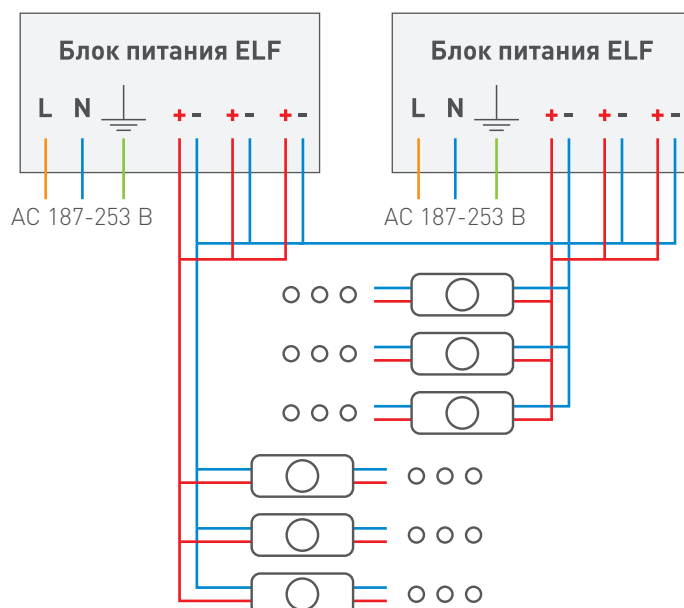 Блок питания ELF
L N + - + - + -
AC 187-253 В
Блок питания ELF
L N + - + - + -
AC 187-253 В